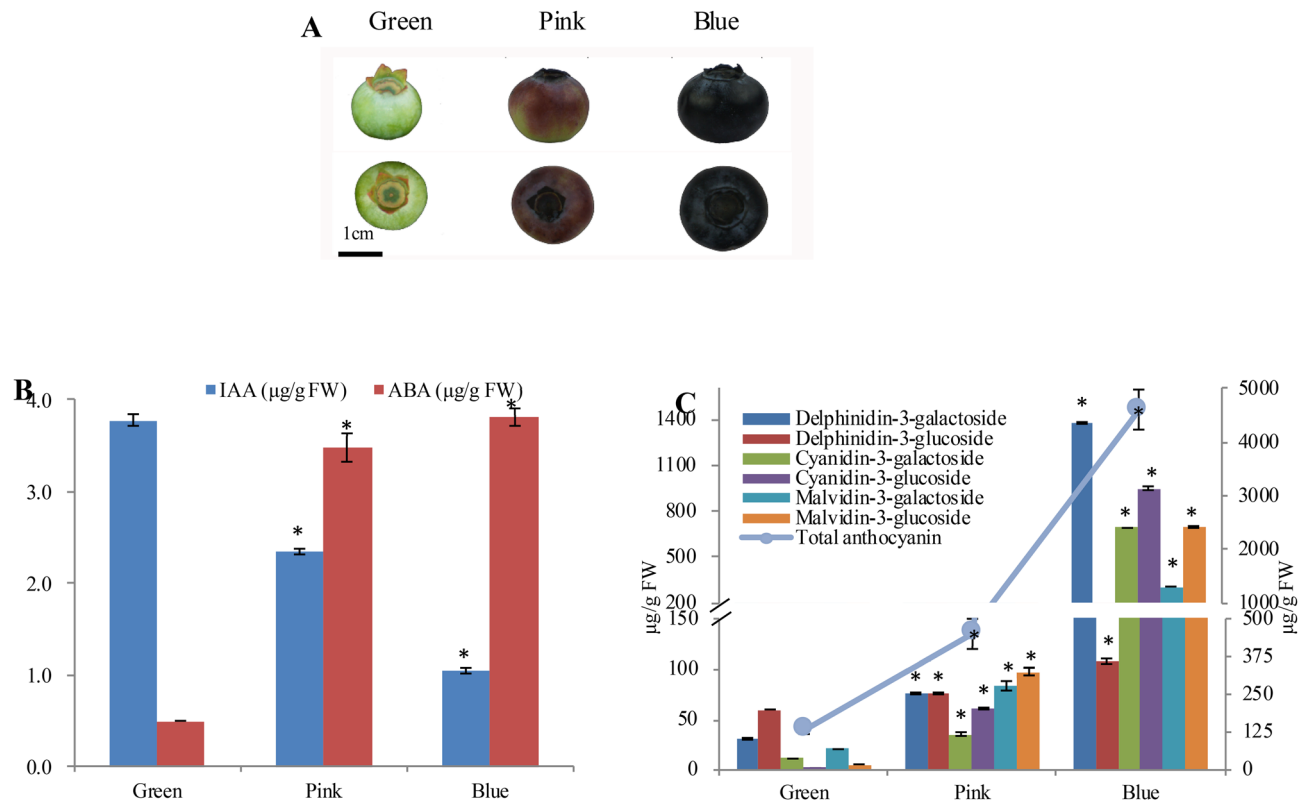 A
Green Pink Blue
1cm
B
IAA (µg/g FW) ABA (µg/g FW)
4.0
3.0
2.0
1.0
0.0
* * * *
Green Pink Blue
C
Delphinidin-3-galactoside
Delphinidin-3-glucoside
Cyanidin-3-galactoside
Cyanidin-3-glucoside
Malvidin-3-galactoside
Malvidin-3-glucoside
Total anthocyanin
µg/g FW
1400
1100
800
500
200
150
100
50
0
* * * * * * * * * * * * * *
5000
4000
3000
2000
1000
500
375
250
125
0
µg/g FW
Green Pink Blue